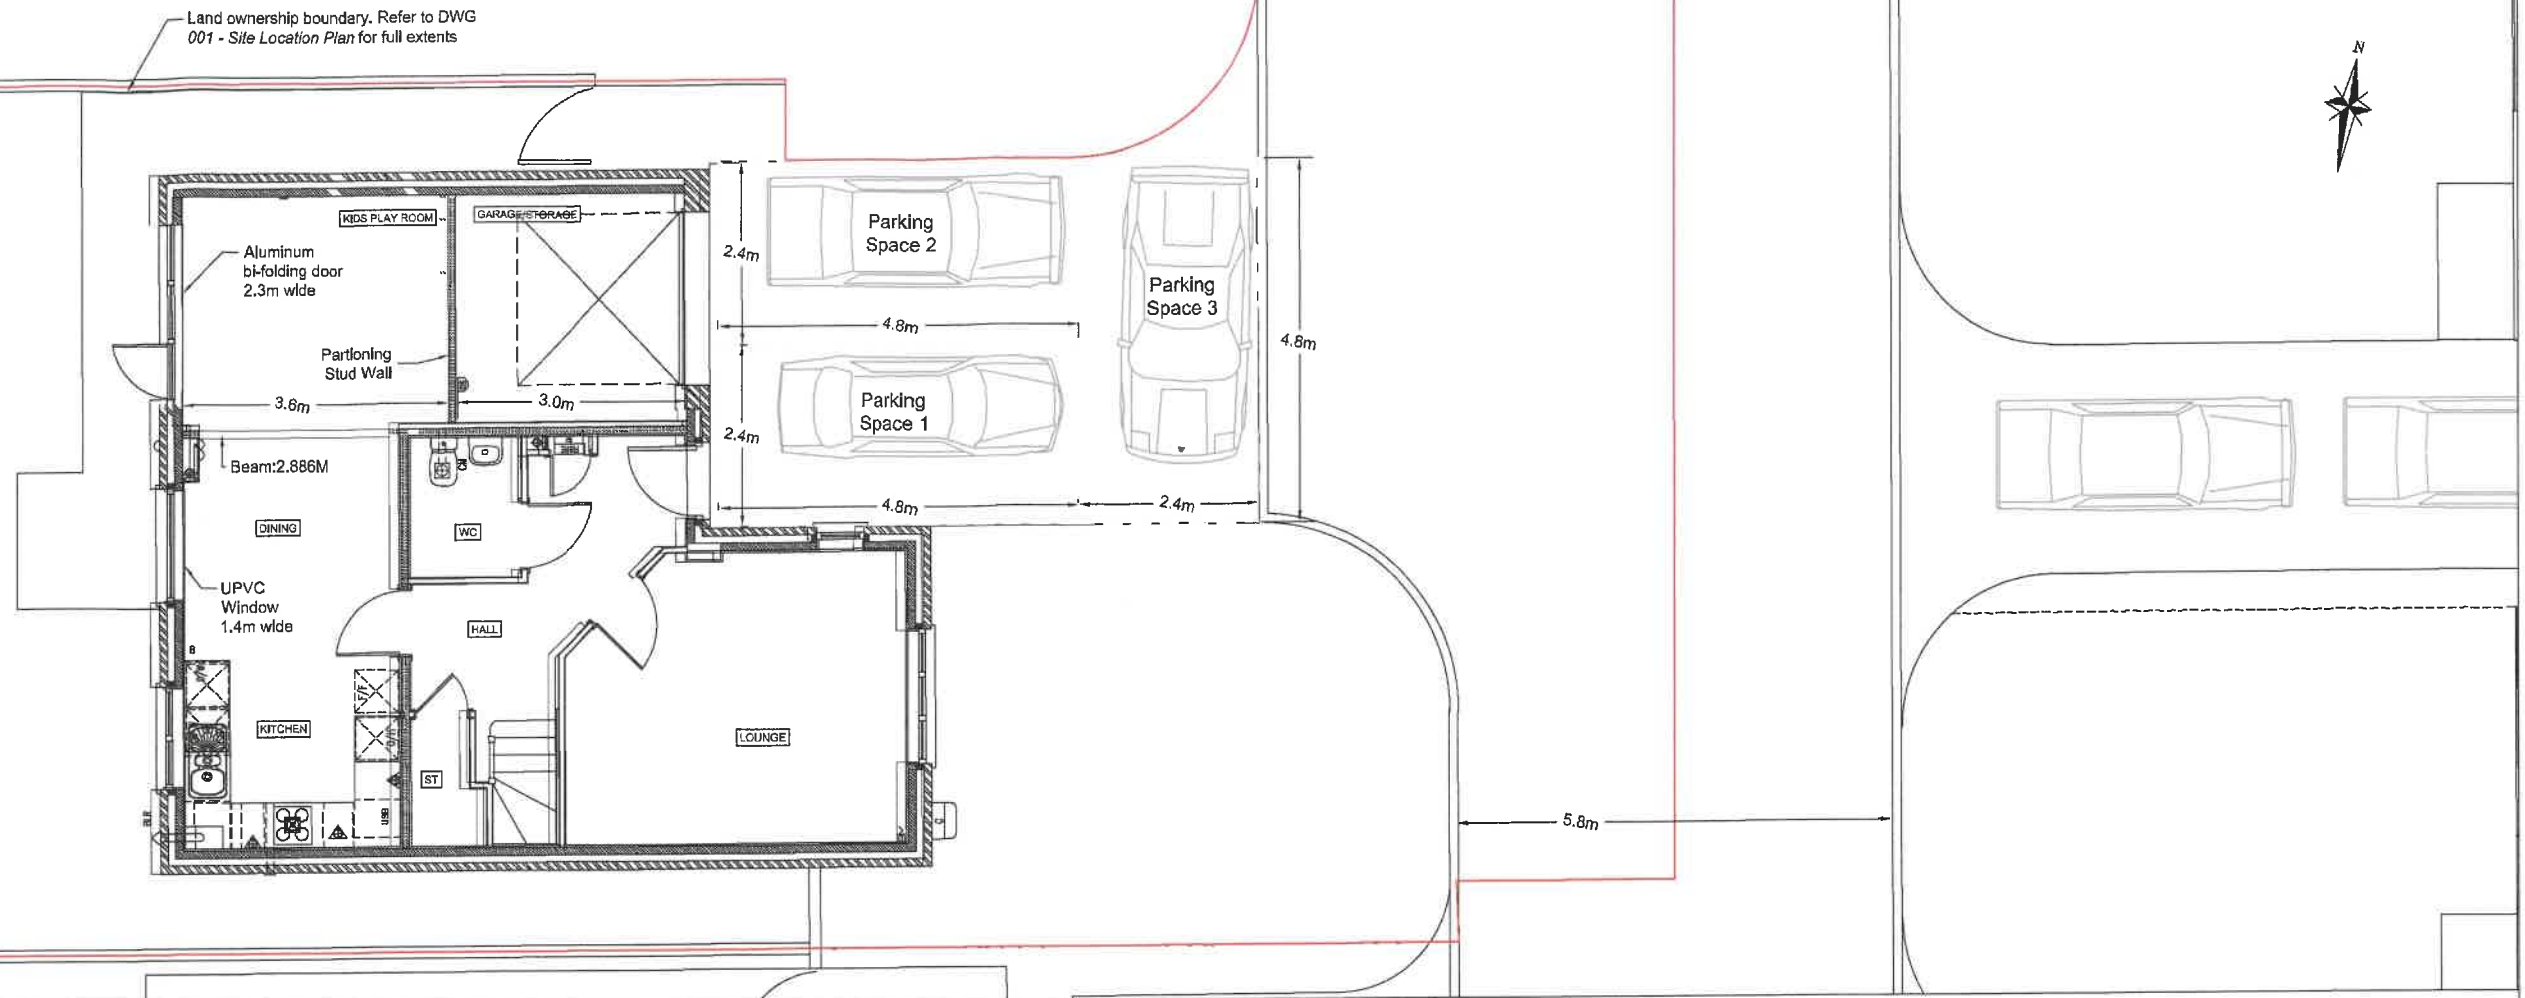 Land ownership boundary. Refer to DWG
001 - Site Location Plan for full extents
N
KIDS PLAY ROOM
GARAGE/STORAGE
Aluminum
bi-folding door
2.3m wide
Partioning
Stud Wall
3.6m
3.0m
Beam:2.886M
DINING
WC
UPVC
Window
1.4m wide
B
HALL
F/F
KITCHEN
LOUNGE
ST
2.4m
Parking
Space 2
4.8m
Parking
Space 3
4.8m
Parking
Space 1
2.4m
4.8m
2.4m
5.8m